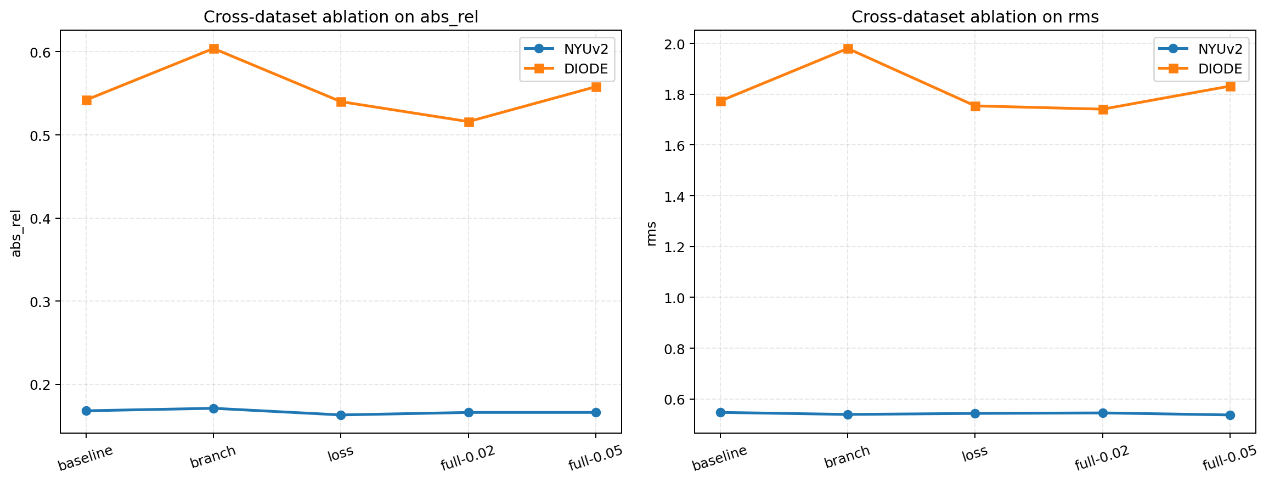 Cross-dataset ablation on abs_rel
NYUv2
DIODE
0.6
0.5
0.4
0.3
0.2
abs_rel
baseline
branch
loss
full-0.02
full-0.05
Cross-dataset ablation on rms
NYUv2
DIODE
2.0
1.8
1.6
1.4
1.2
1.0
0.8
0.6
rms
baseline
branch
loss
full-0.02
full-0.05